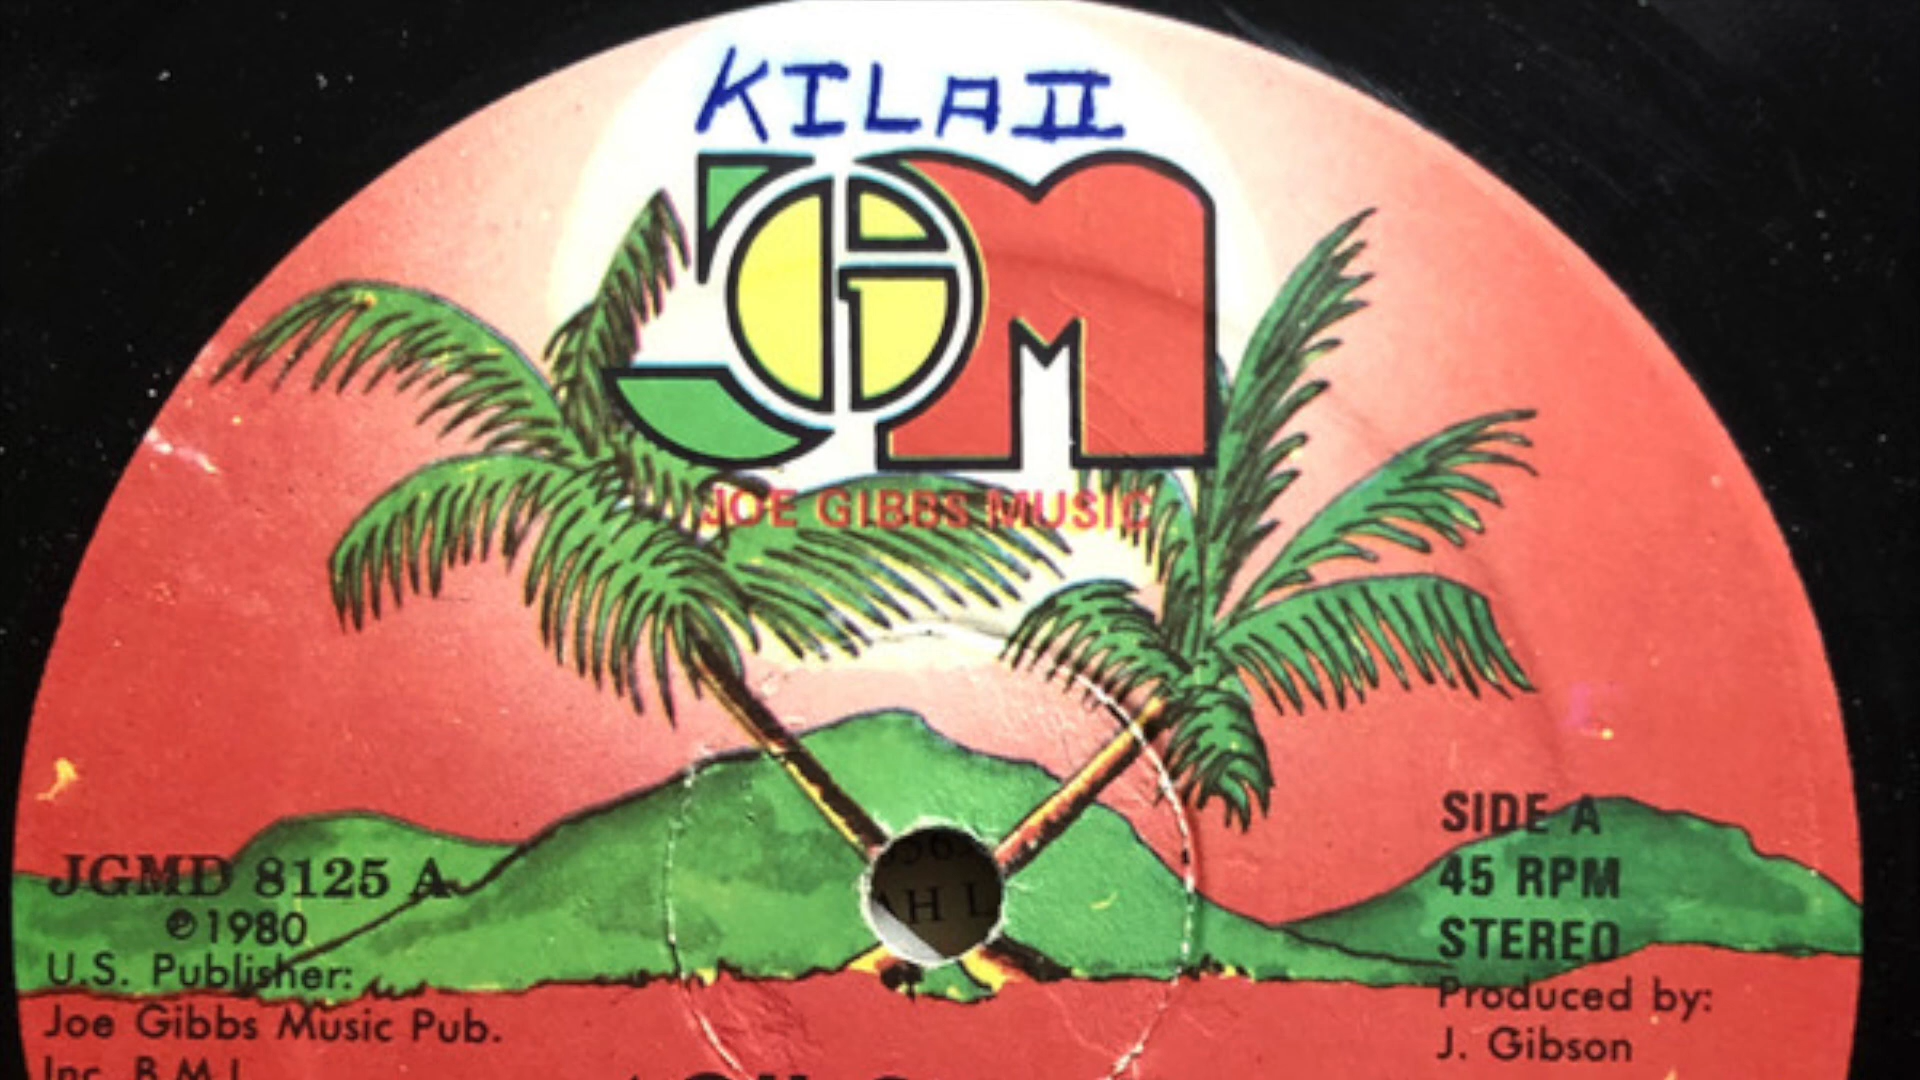 KILA II
JGM
JOE GIBBS MUSIC
JGMD 8125 A
℗1980
U.S. Publisher:
Joe Gibbs Music Pub.
Inc. B.M.I.
SIDE A
45 RPM
STEREO
Produced by:
J. Gibson